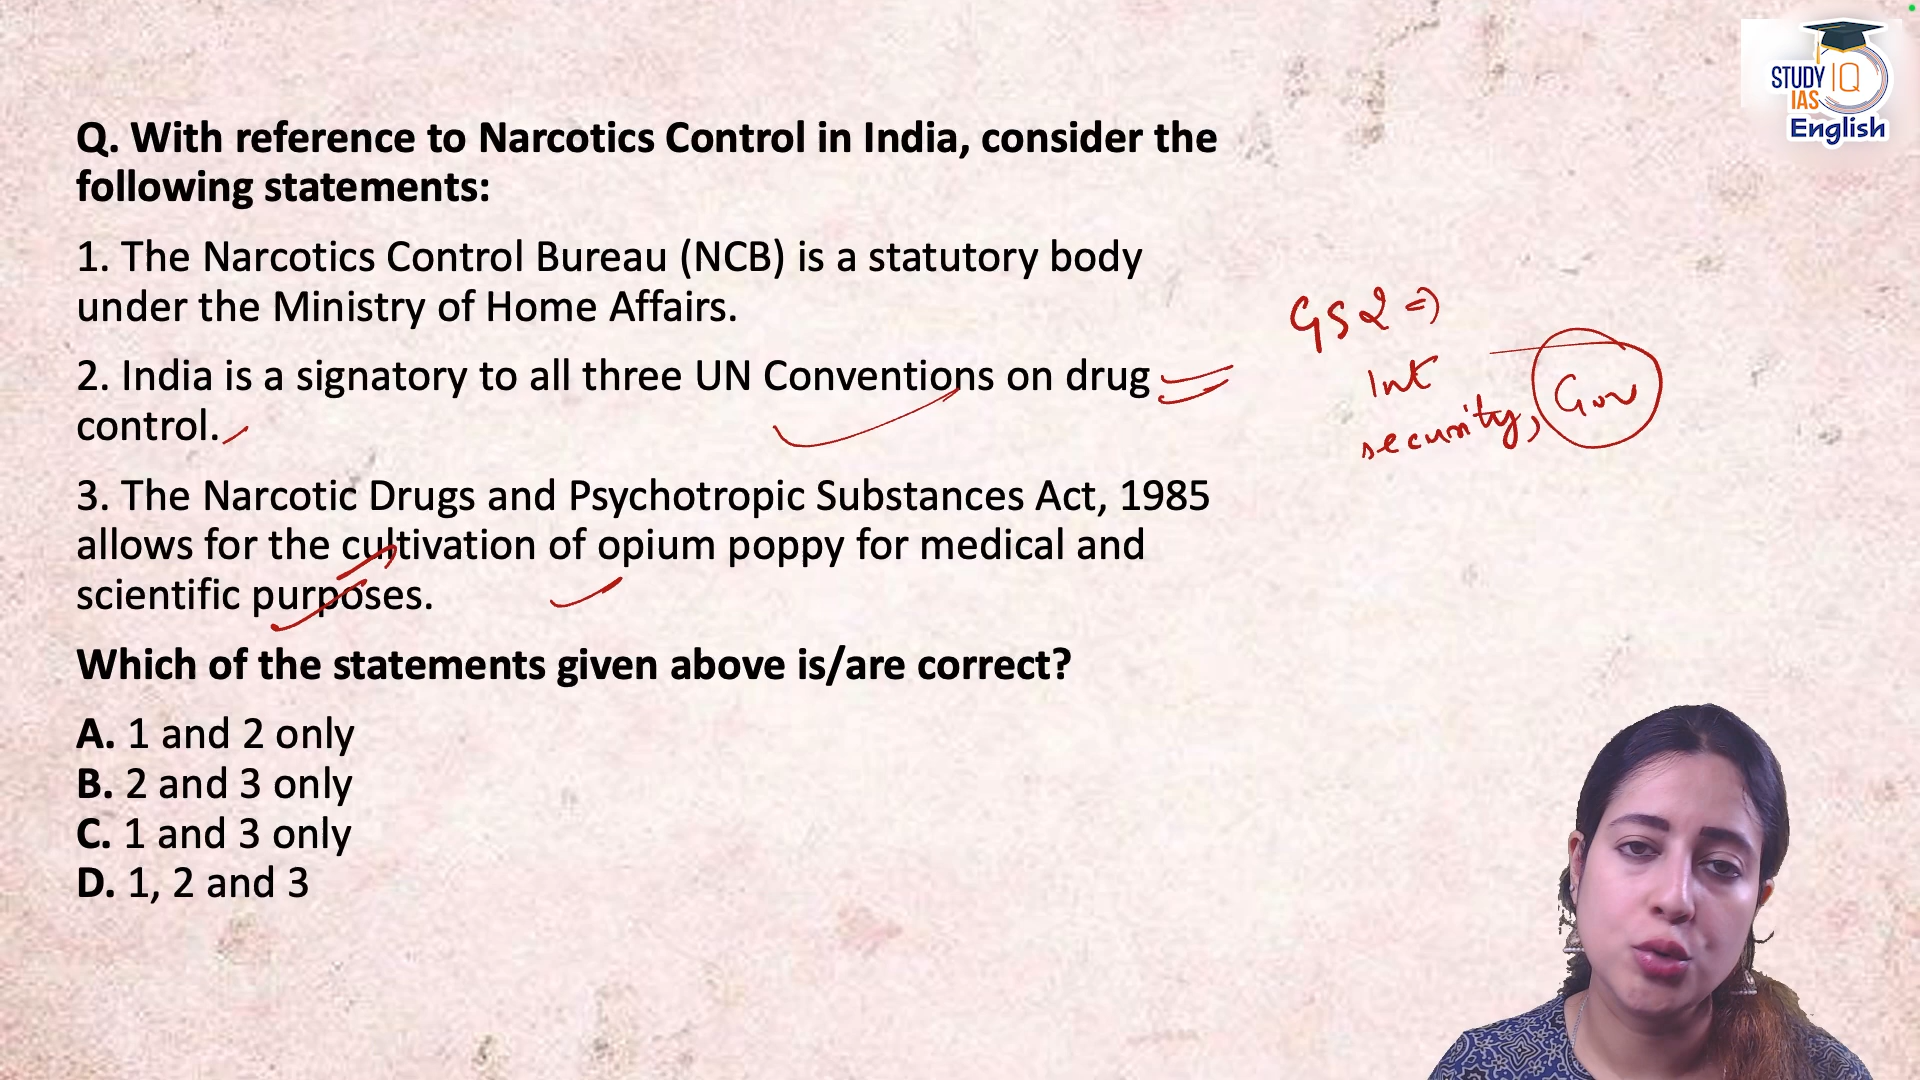 STUDY IQ
IAS
English
Q. With reference to Narcotics Control in India, consider the
following statements:
1. The Narcotics Control Bureau (NCB) is a statutory body
under the Ministry of Home Affairs.
2. India is a signatory to all three UN Conventions on drug
control.
3. The Narcotic Drugs and Psychotropic Substances Act, 1985
allows for the cultivation of opium poppy for medical and
scientific purposes.
Which of the statements given above is/are correct?
A. 1 and 2 only
B. 2 and 3 only
C. 1 and 3 only
D. 1, 2 and 3
GS2 =>
Int
security, Gov